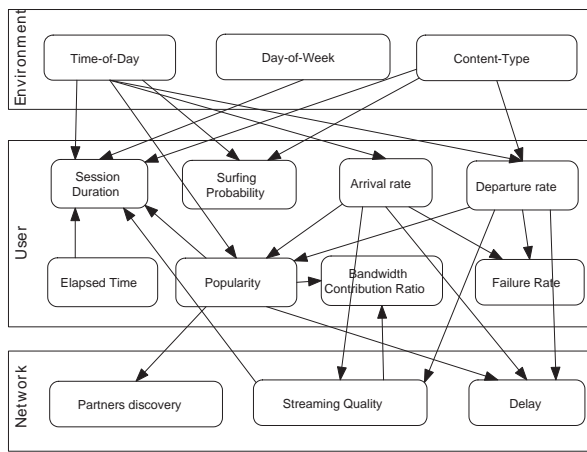 Environment
Time-of-Day
Day-of-Week
Content-Type
User
Session
Duration
Surfing
Probability
Arrival rate
Departure rate
Elapsed Time
Popularity
Bandwidth
Contribution Ratio
Failure Rate
Network
Partners discovery
Streaming Quality
Delay